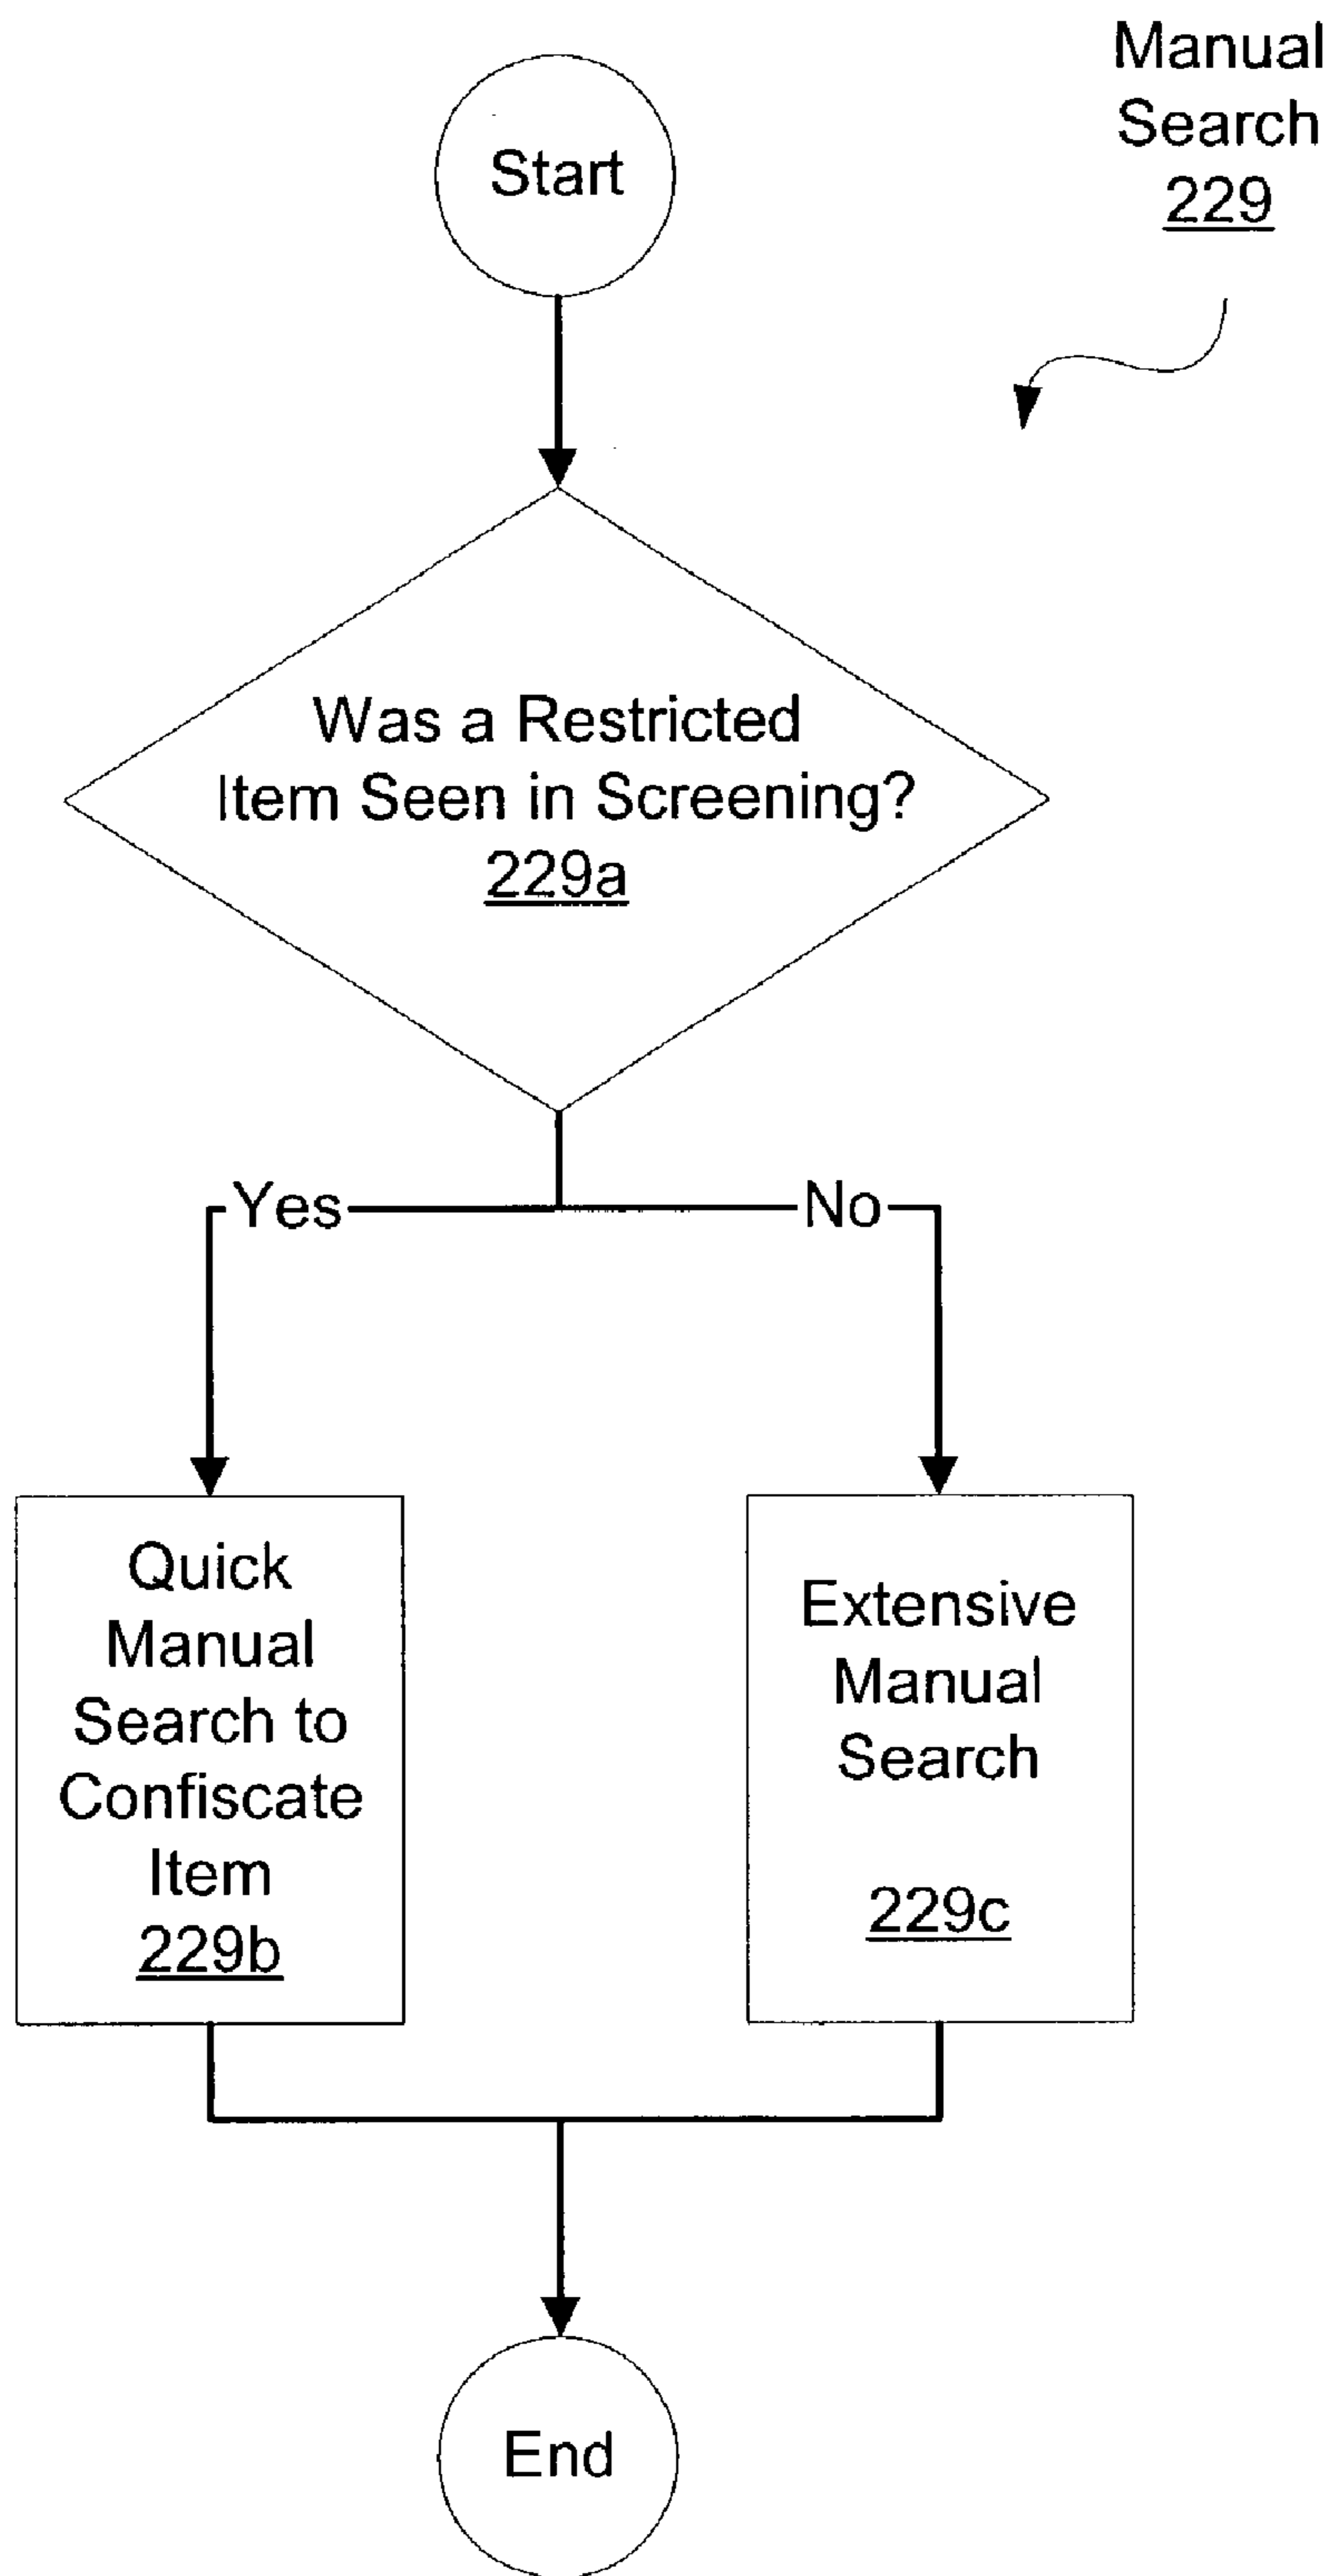 Manual
Search
229
Start
Was a Restricted
Item Seen in Screening?
229a
Yes
No
Quick
Manual
Search to
Confiscate
Item
229b
Extensive
Manual
Search
229c
End